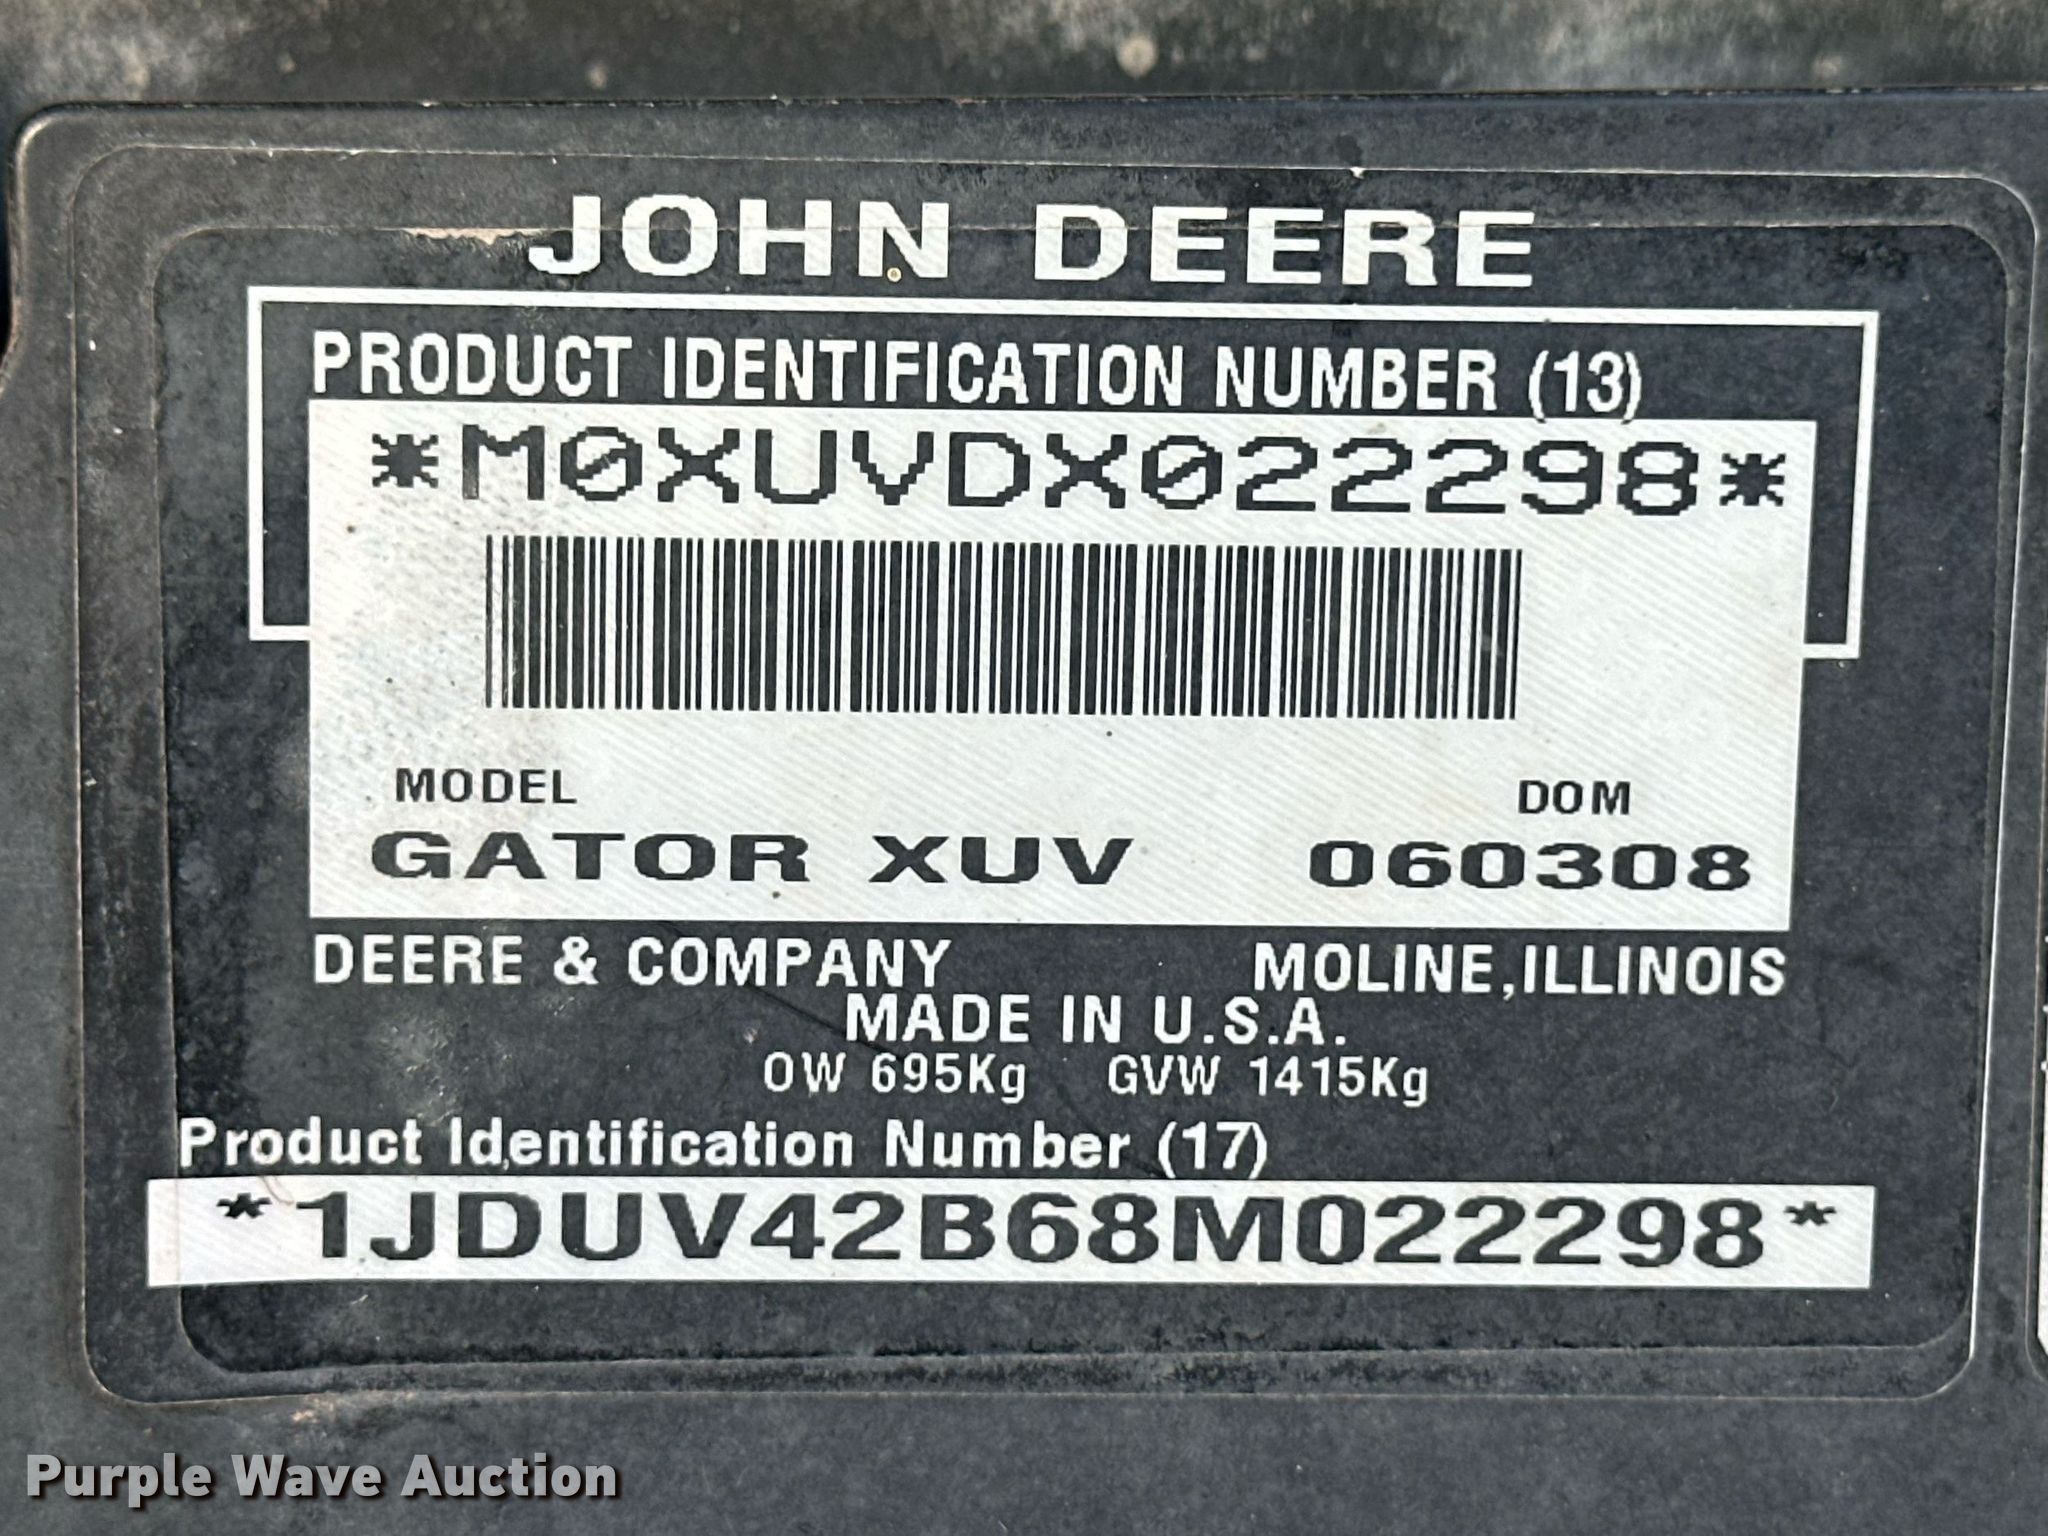 JOHN DEERE
PRODUCT IDENTIFICATION NUMBER (13)
*M0XUVDX022298*
MODEL DOM
GATOR XUV 060308
DEERE & COMPANY MOLINE,ILLINOIS
MADE IN U.S.A.
OW 695Kg GVW 1415Kg
Product Identification Number (17)
*1JDUV42B68M022298*
Purple Wave Auction